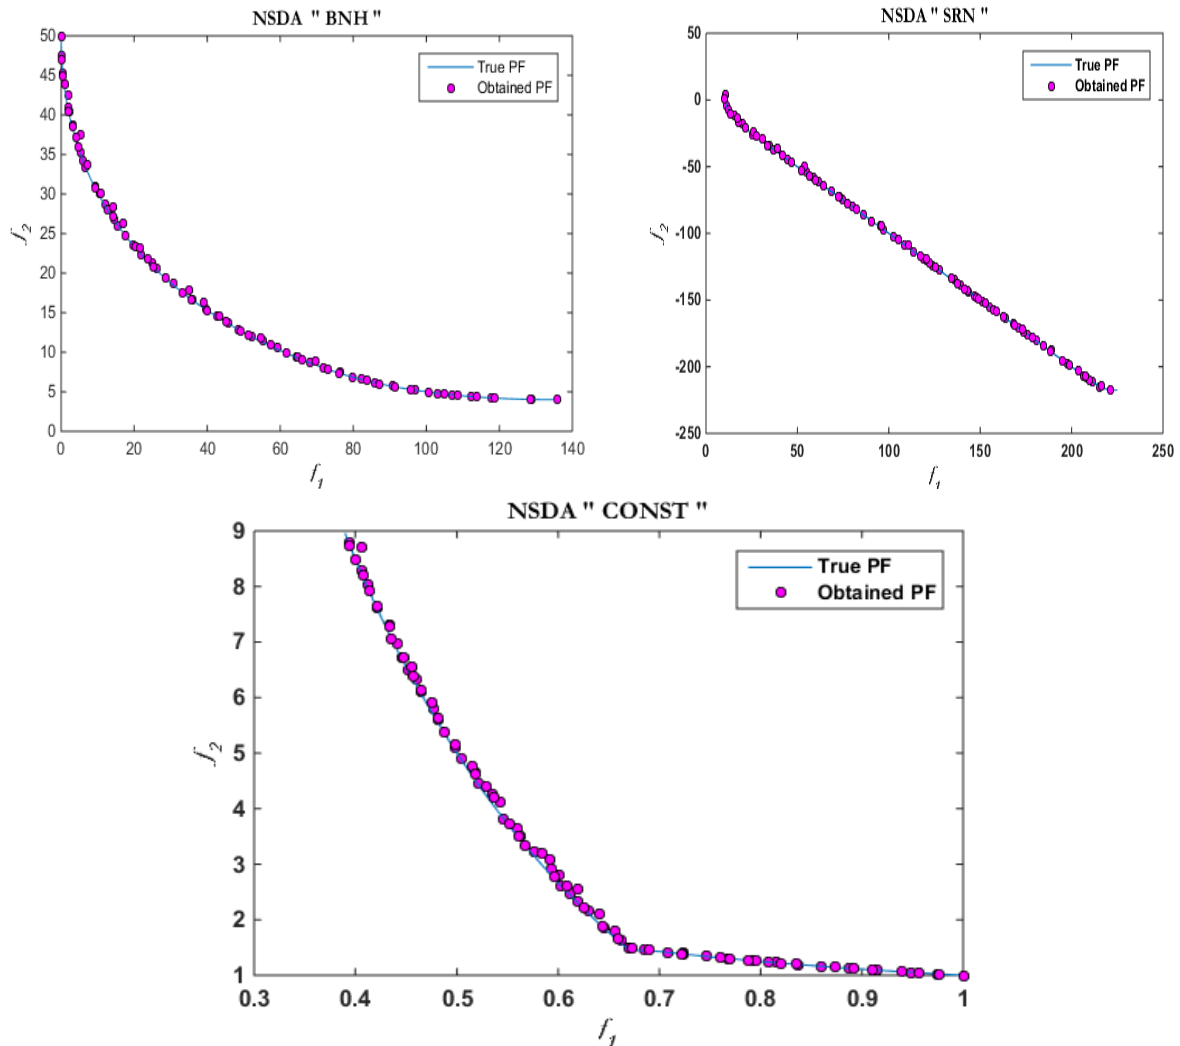 NSDA " BNH "
50
45
40
35
30
25
20
15
10
5
0
f2
True PF
Obtained PF
0 20 40 60 80 100 120 140
f1
NSDA " SRN "
50
0
-50
-100
-150
-200
-250
f2
True PF
Obtained PF
0 50 100 150 200 250
f1
NSDA " CONST "
9
8
7
6
5
4
3
2
1
f2
True PF
Obtained PF
0.3 0.4 0.5 0.6 0.7 0.8 0.9 1
f1